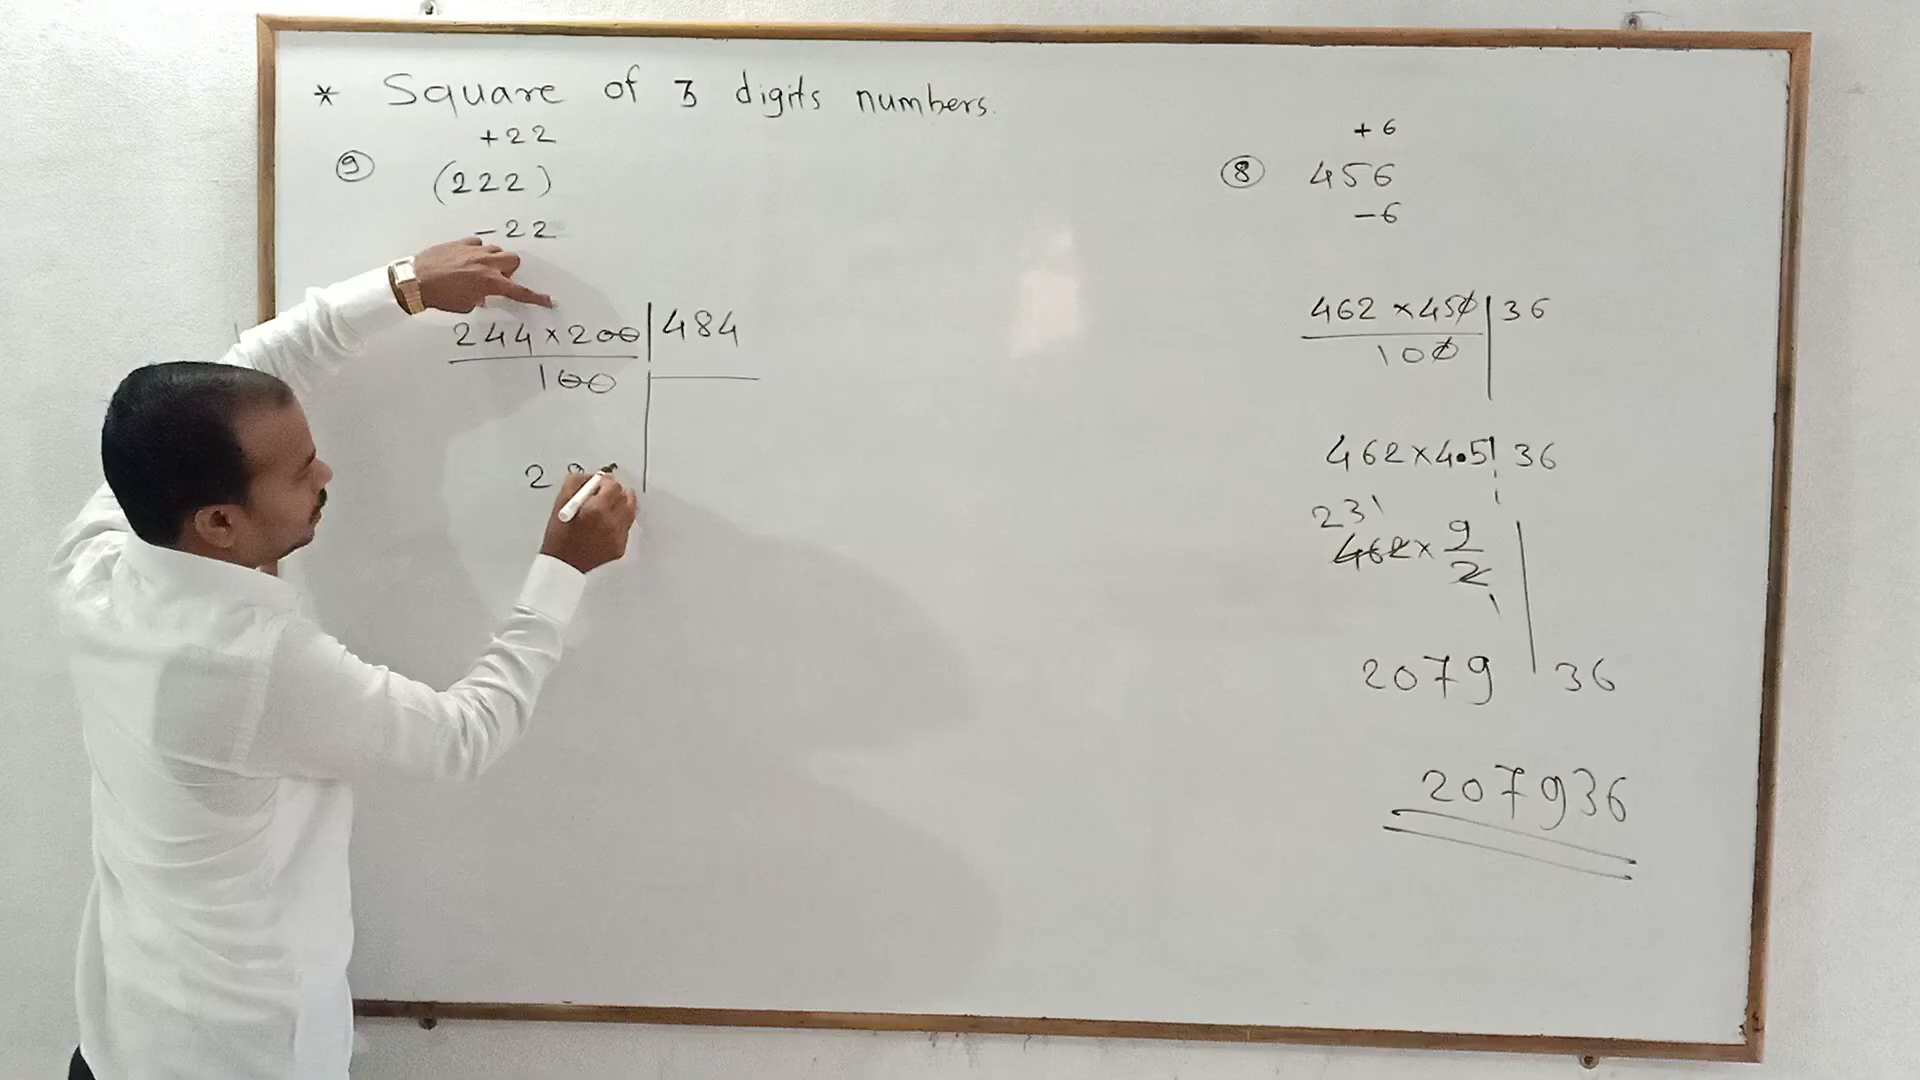 * Square of 3 digits numbers.
+22
9 (222)
-22
244×200 | 484
100
2
+6
8 456
-6
462×450 | 36
100
462×4.5 | 36
231
462× 9
2
1
2079 | 36
207936